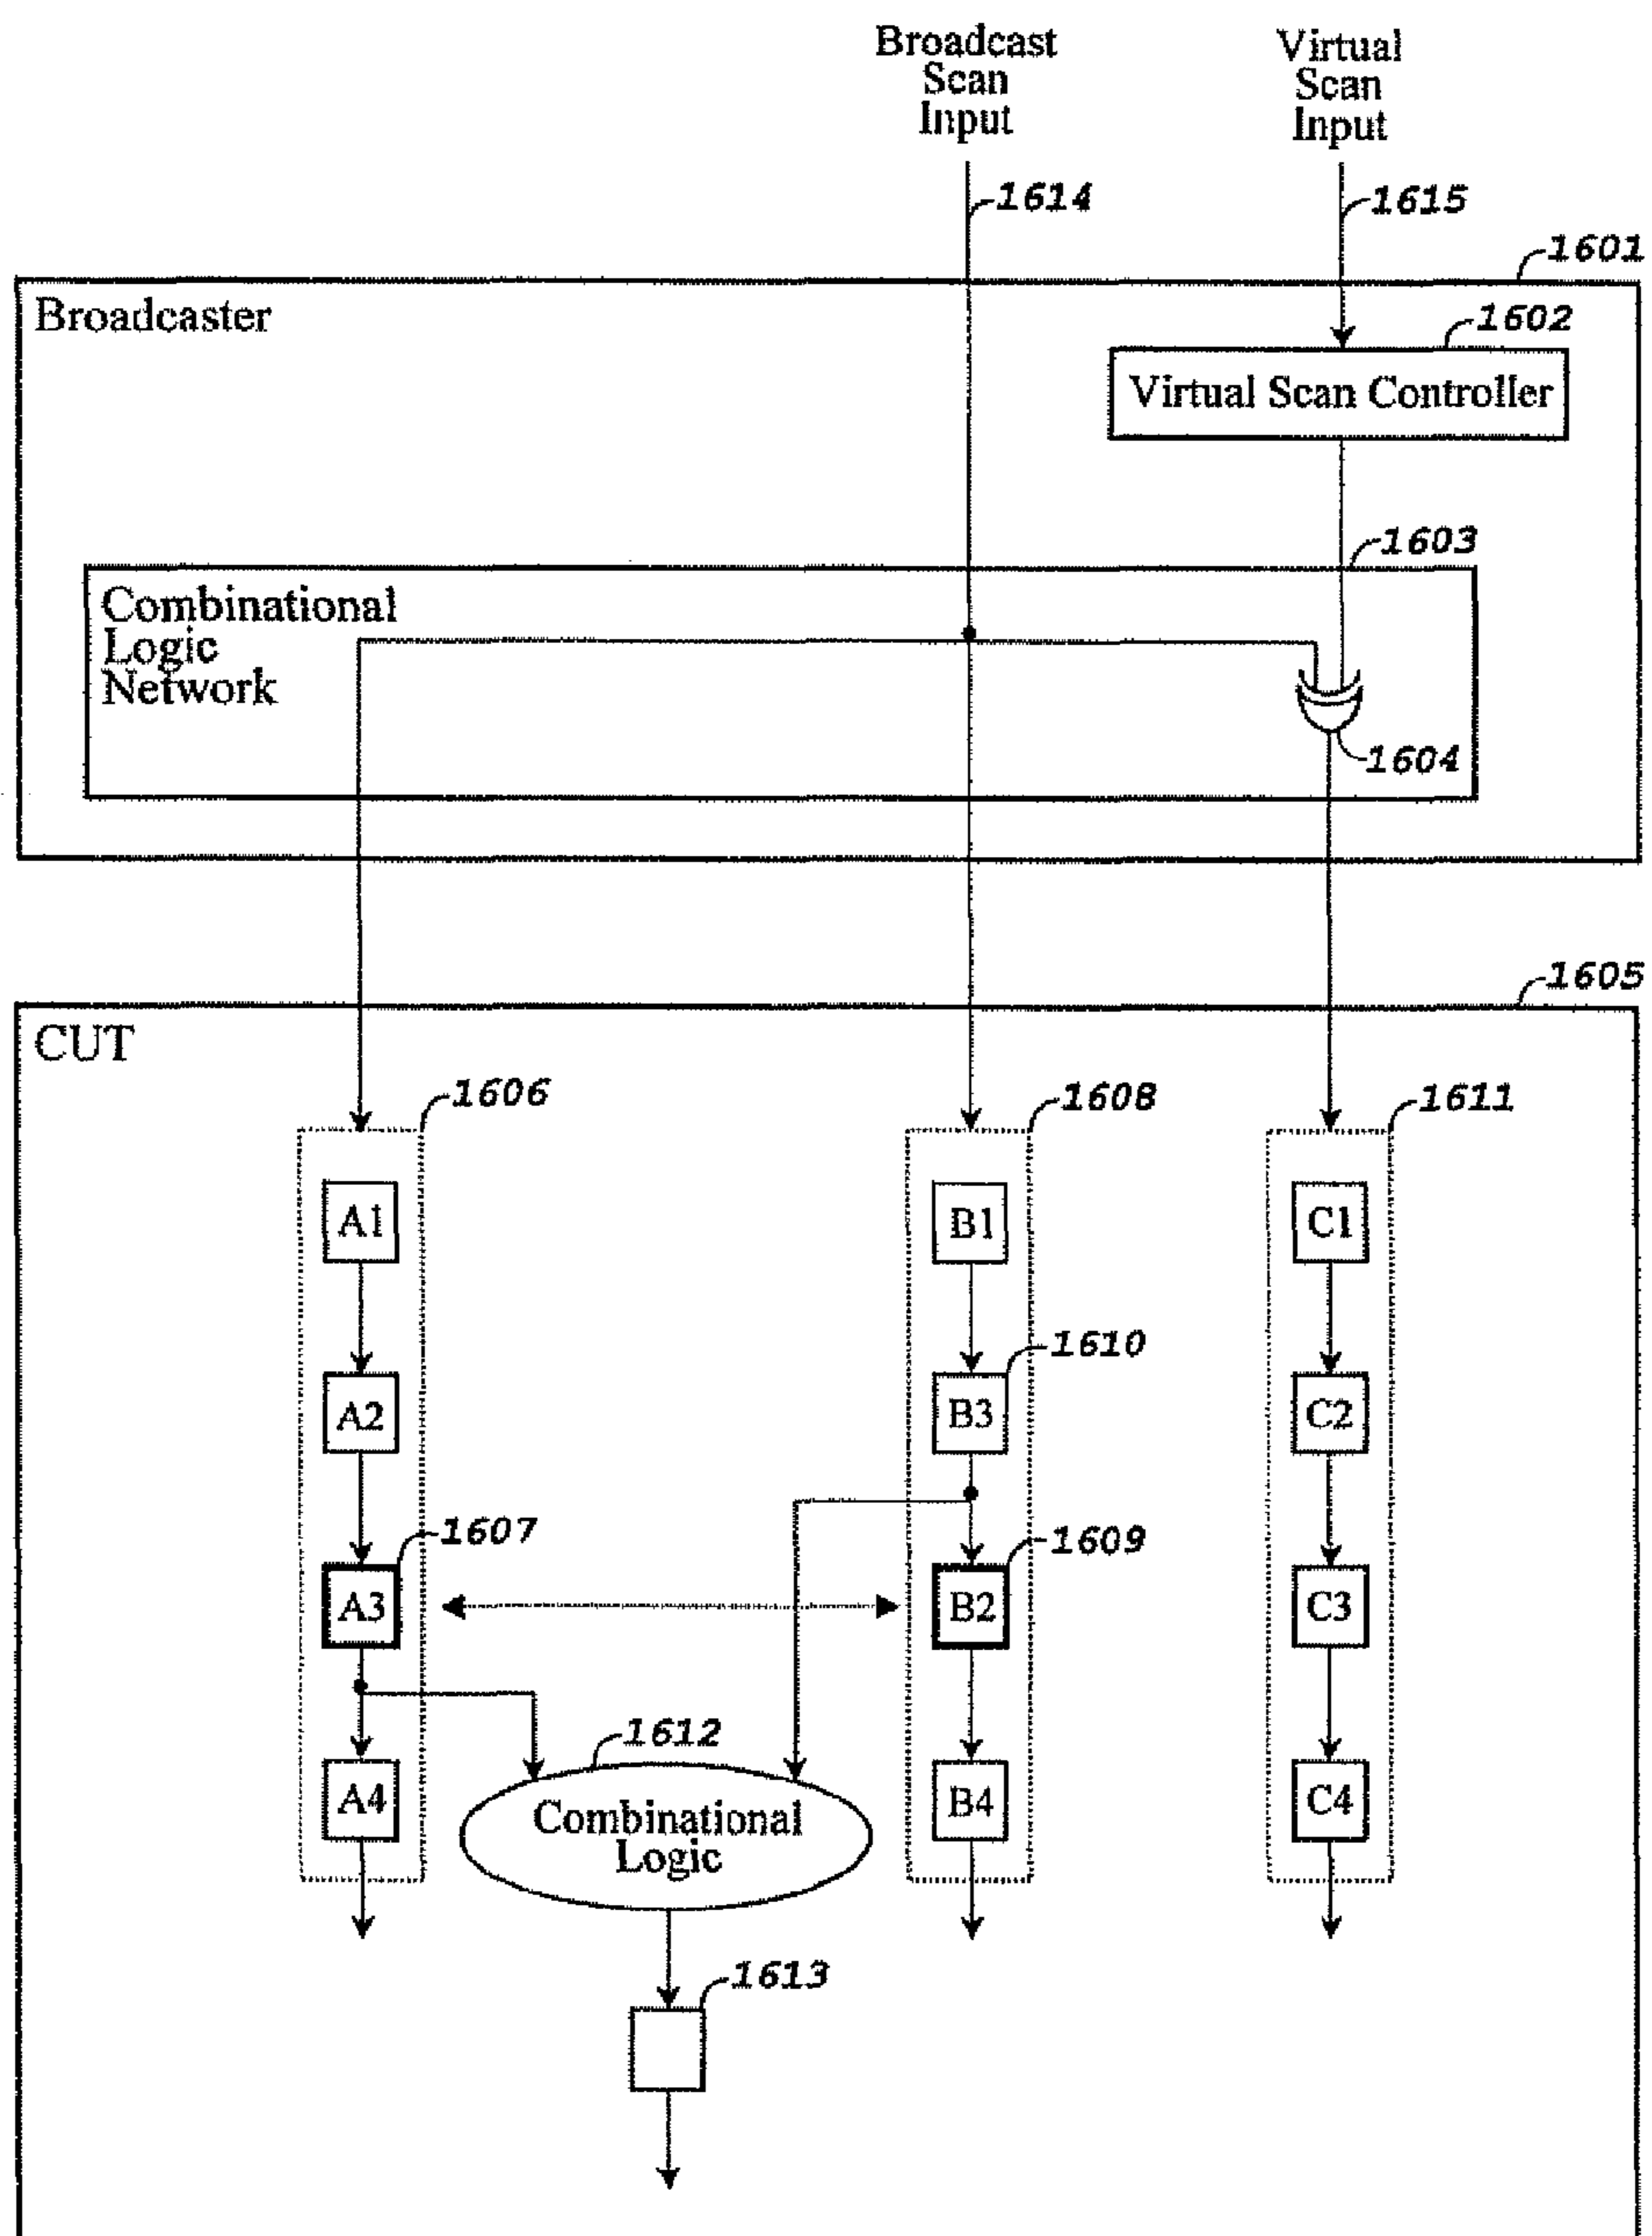 Broadcast
Scan
Input
Virtual
Scan
Input
1614
1615
1601
Broadcaster
1602
Virtual Scan Controller
1603
Combinational
Logic
Network
1604
1605
CUT
1606
1608
1611
A1
B1
C1
1610
A2
B3
C2
1607
1609
A3
B2
C3
1612
A4
Combinational
Logic
B4
C4
1613